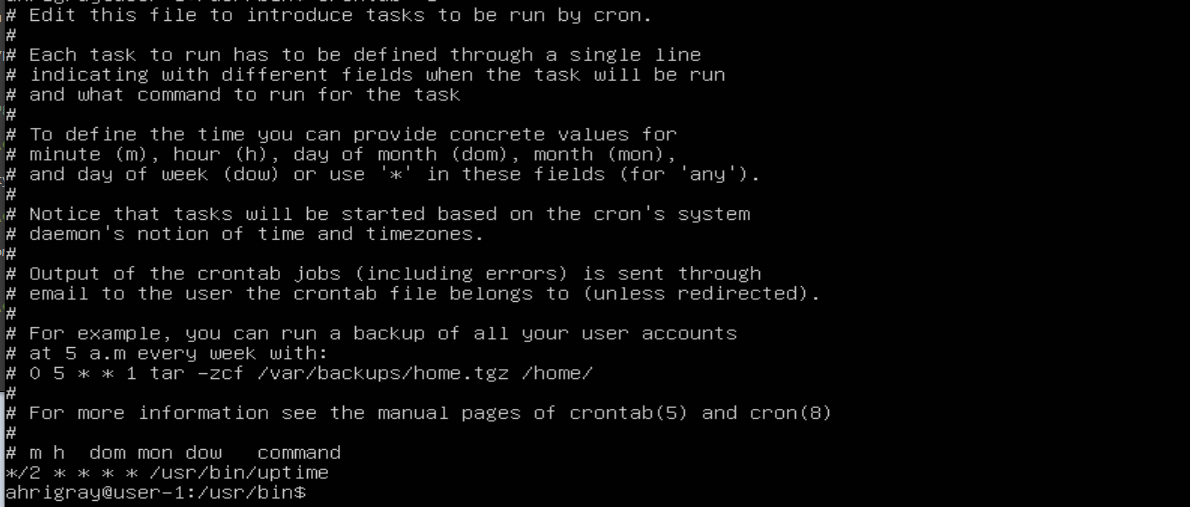 # Edit this file to introduce tasks to be run by cron.
#
# Each task to run has to be defined through a single line
# indicating with different fields when the task will be run
# and what command to run for the task
#
# To define the time you can provide concrete values for
# minute (m), hour (h), day of month (dom), month (mon),
# and day of week (dow) or use '*' in these fields (for 'any').
#
# Notice that tasks will be started based on the cron's system
# daemon's notion of time and timezones.
#
# Output of the crontab jobs (including errors) is sent through
# email to the user the crontab file belongs to (unless redirected).
#
# For example, you can run a backup of all your user accounts
# at 5 a.m every week with:
# 0 5 * * 1 tar -zcf /var/backups/home.tgz /home/
#
# For more information see the manual pages of crontab(5) and cron(8)
#
# m h  dom mon dow   command
*/2 * * * * /usr/bin/uptime
ahrigray@user-1:/usr/bin$